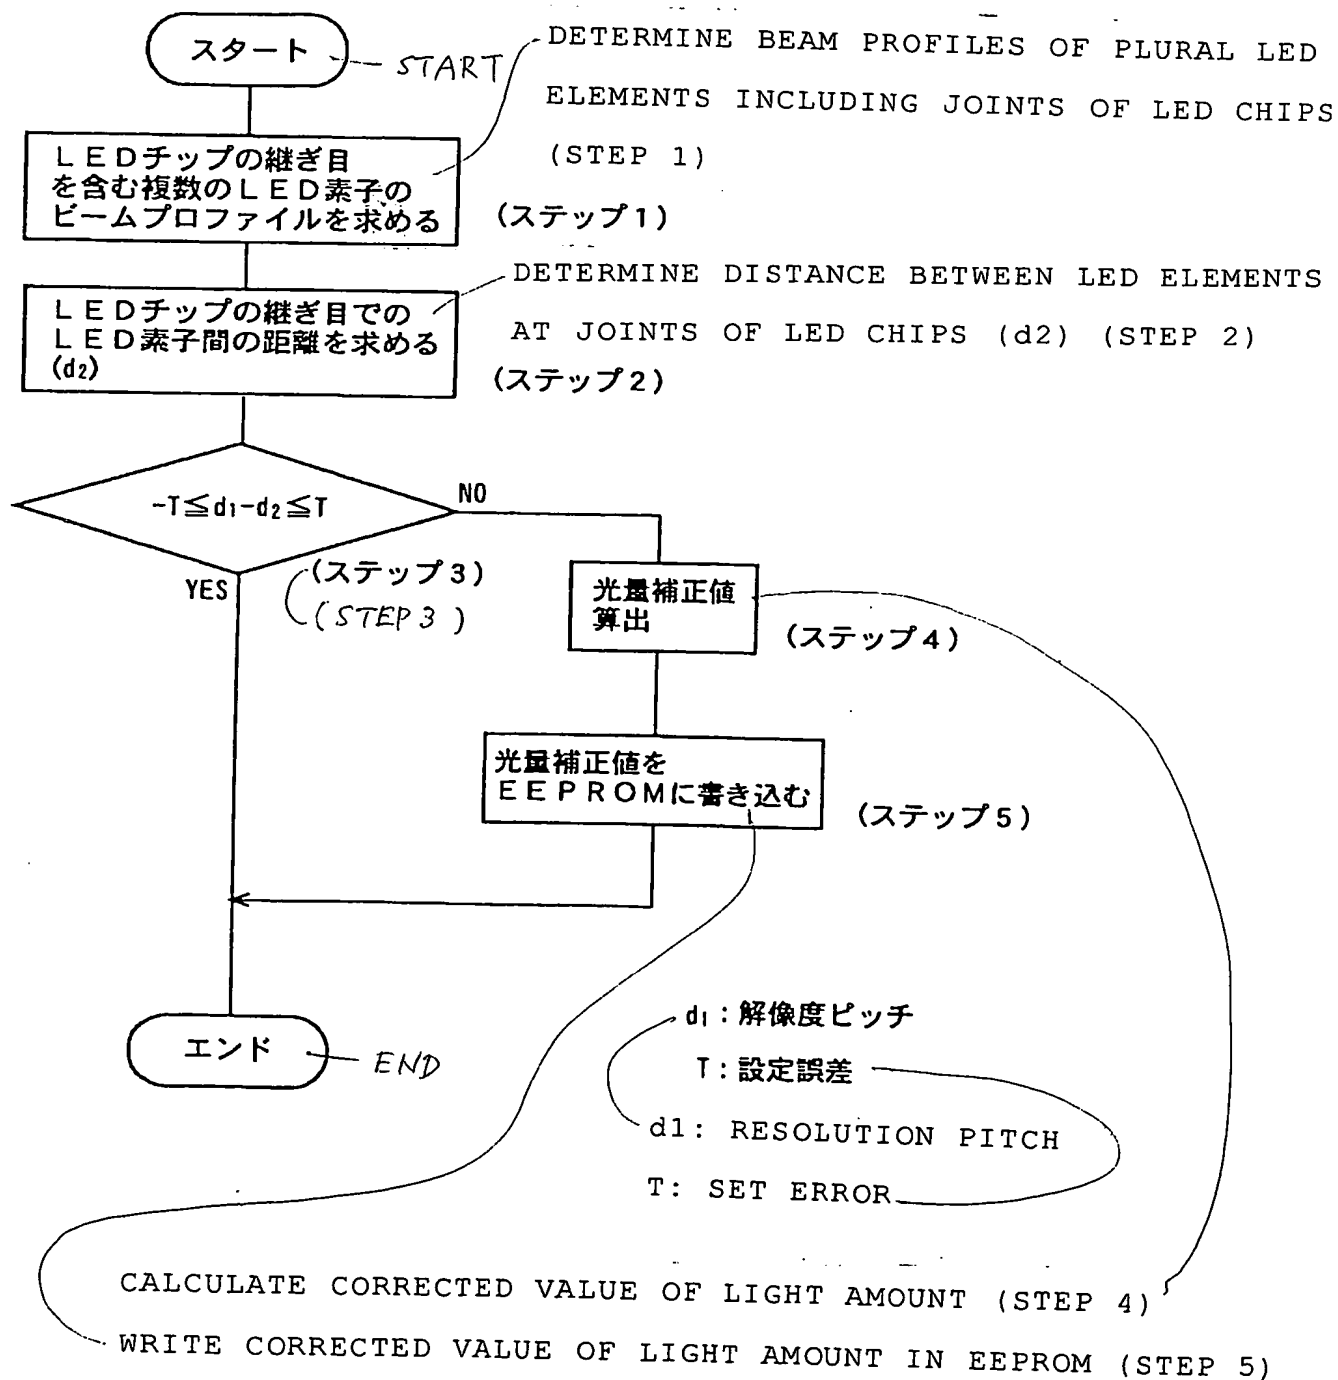 スタート
START
DETERMINE BEAM PROFILES OF PLURAL LED
ELEMENTS INCLUDING JOINTS OF LED CHIPS
(STEP 1)
LEDチップの継ぎ目
を含む複数のLED素子の
ビームプロファイルを求める
(ステップ1)
DETERMINE DISTANCE BETWEEN LED ELEMENTS
AT JOINTS OF LED CHIPS (d2) (STEP 2)
LEDチップの継ぎ目での
LED素子間の距離を求める
(d2)
(ステップ2)
-T≦d1-d2≦T
NO
YES
(ステップ3)
(STEP 3)
光量補正値
算出
(ステップ4)
光量補正値を
EEPROMに書き込む
(ステップ5)
エンド
END
d1:解像度ピッチ
T:設定誤差
d1: RESOLUTION PITCH
T: SET ERROR
CALCULATE CORRECTED VALUE OF LIGHT AMOUNT (STEP 4)
WRITE CORRECTED VALUE OF LIGHT AMOUNT IN EEPROM (STEP 5)